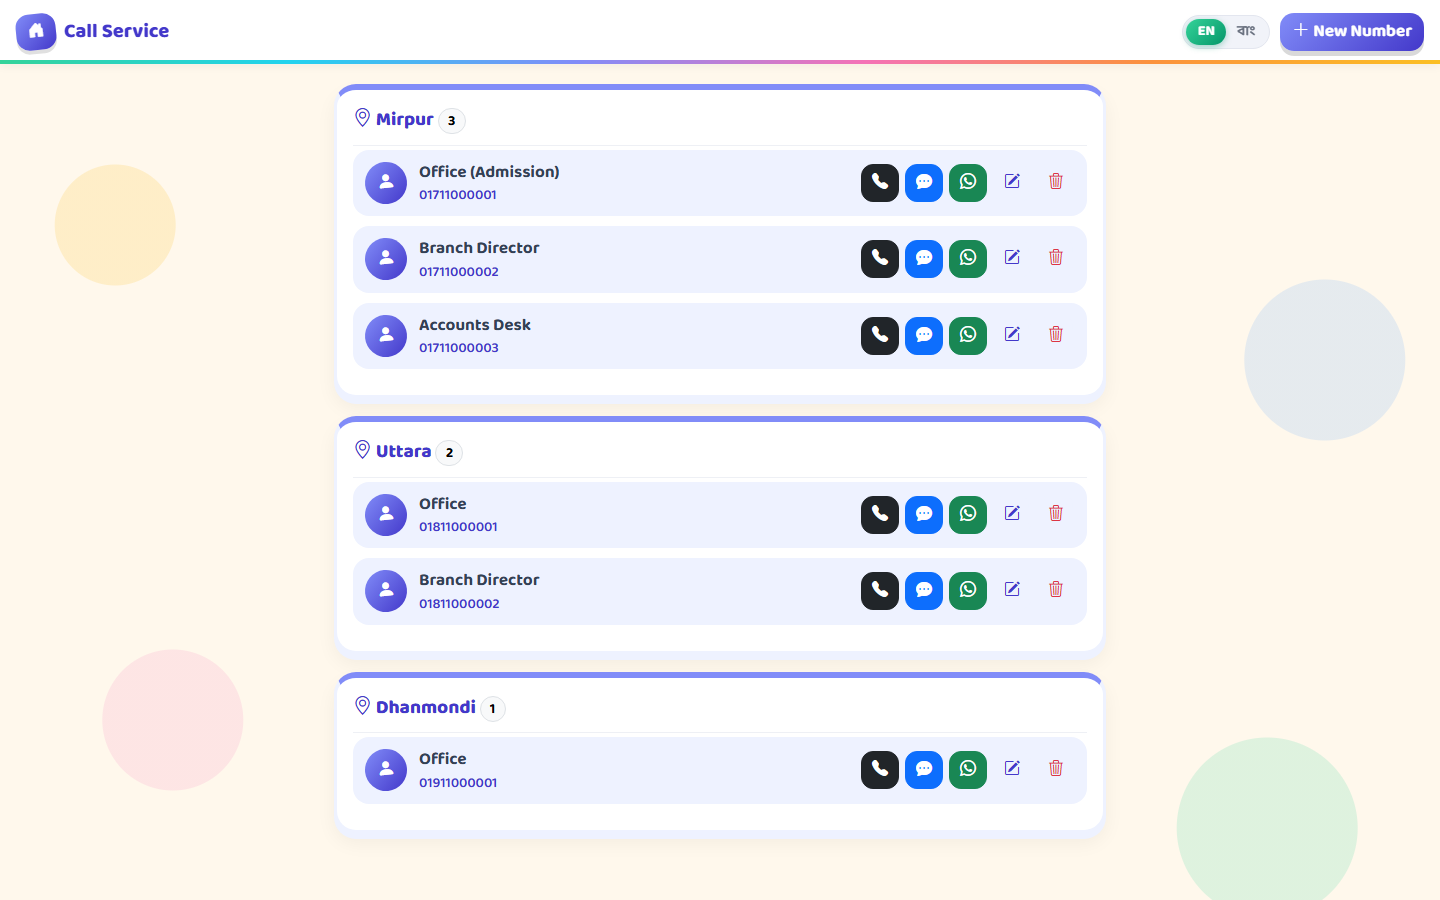 Call Service
EN বাং
New Number
Mirpur 3
Office (Admission)
01711000001
Branch Director
01711000002
Accounts Desk
01711000003
Uttara 2
Office
01811000001
Branch Director
01811000002
Dhanmondi 1
Office
01911000001